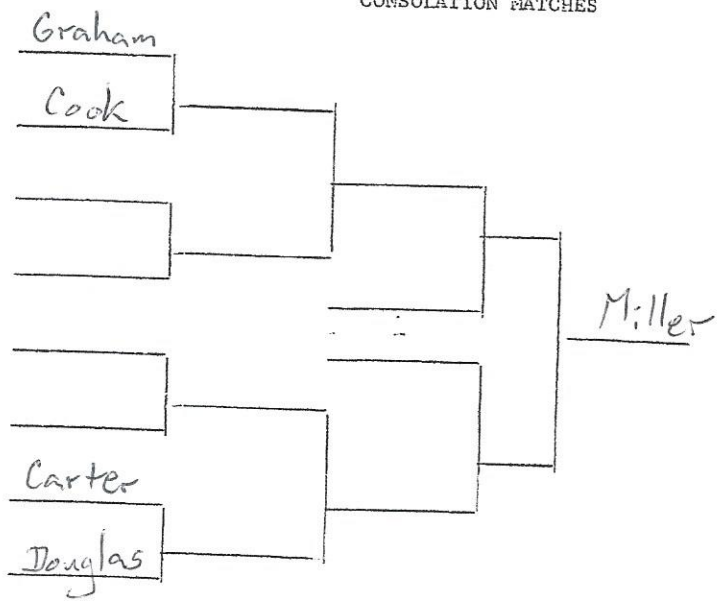 CONSOLATION MATCHES
Graham
Cook
Miller
Carter
Douglas